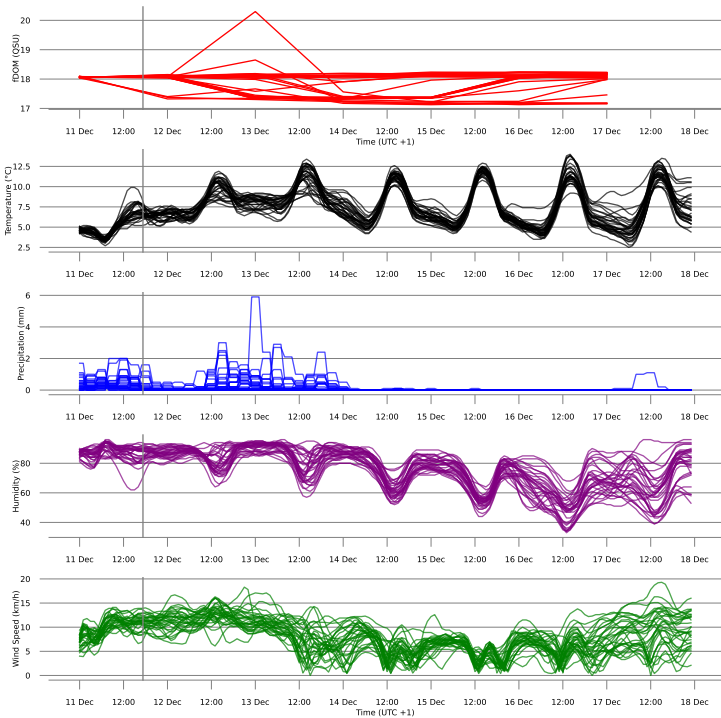 fDOM (QSU)
20
19
18
17
11 Dec 12:00 12 Dec 12:00 13 Dec 12:00 14 Dec 12:00 15 Dec 12:00 16 Dec 12:00 17 Dec 12:00 18 Dec
Time (UTC +1)
Temperature (°C)
12.5
10.0
7.5
5.0
2.5
11 Dec 12:00 12 Dec 12:00 13 Dec 12:00 14 Dec 12:00 15 Dec 12:00 16 Dec 12:00 17 Dec 12:00 18 Dec
Precipitation (mm)
6
4
2
0
11 Dec 12:00 12 Dec 12:00 13 Dec 12:00 14 Dec 12:00 15 Dec 12:00 16 Dec 12:00 17 Dec 12:00 18 Dec
Humidity (%)
80
60
40
11 Dec 12:00 12 Dec 12:00 13 Dec 12:00 14 Dec 12:00 15 Dec 12:00 16 Dec 12:00 17 Dec 12:00 18 Dec
Wind Speed (km/h)
20
15
10
5
0
11 Dec 12:00 12 Dec 12:00 13 Dec 12:00 14 Dec 12:00 15 Dec 12:00 16 Dec 12:00 17 Dec 12:00 18 Dec
Time (UTC +1)